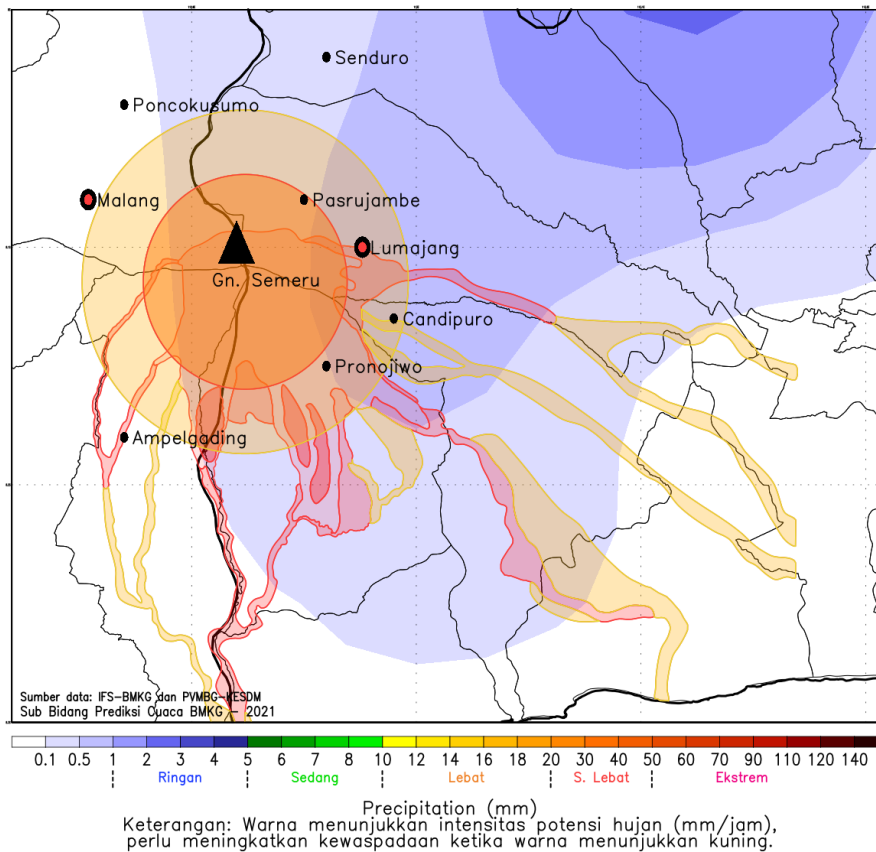 Senduro
Poncokusumo
Malang
Pasrujambe
Lumajang
Gn. Semeru
Candipuro
Pronojiwo
Ampelgading
Sumber data: IFS-BMKG dan PVMBG-KESDM
Sub Bidang Prediksi Cuaca BMKG - 2021
0.1 0.5 1 2 3 4 5 6 7 8 10 12 14 16 18 20 30 40 50 60 70 90 110 120 140
Ringan Sedang Lebat S. Lebat Ekstrem
Precipitation (mm)
Keterangan: Warna menunjukkan intensitas potensi hujan (mm/jam),
perlu meningkatkan kewaspadaan ketika warna menunjukkan kuning.